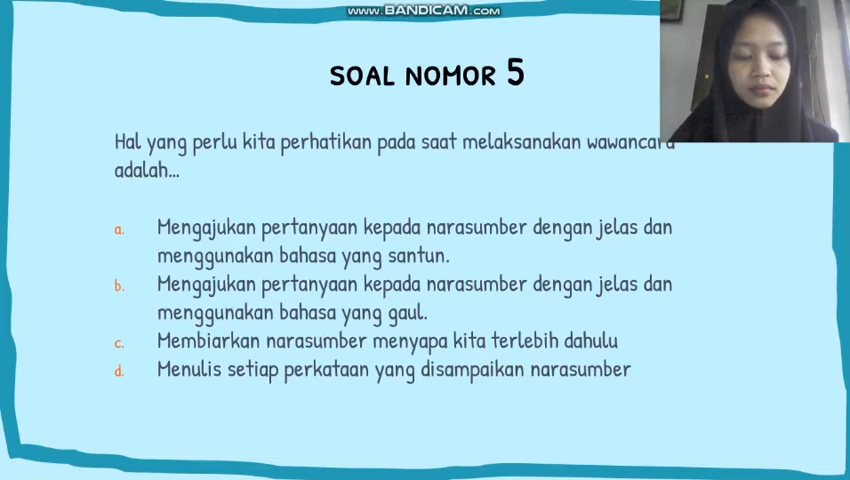 www.BANDICAM.com
SOAL NOMOR 5
Hal yang perlu kita perhatikan pada saat melaksanakan wawancara
adalah...
a. Mengajukan pertanyaan kepada narasumber dengan jelas dan
menggunakan bahasa yang santun.
b. Mengajukan pertanyaan kepada narasumber dengan jelas dan
menggunakan bahasa yang gaul.
c. Membiarkan narasumber menyapa kita terlebih dahulu
d. Menulis setiap perkataan yang disampaikan narasumber